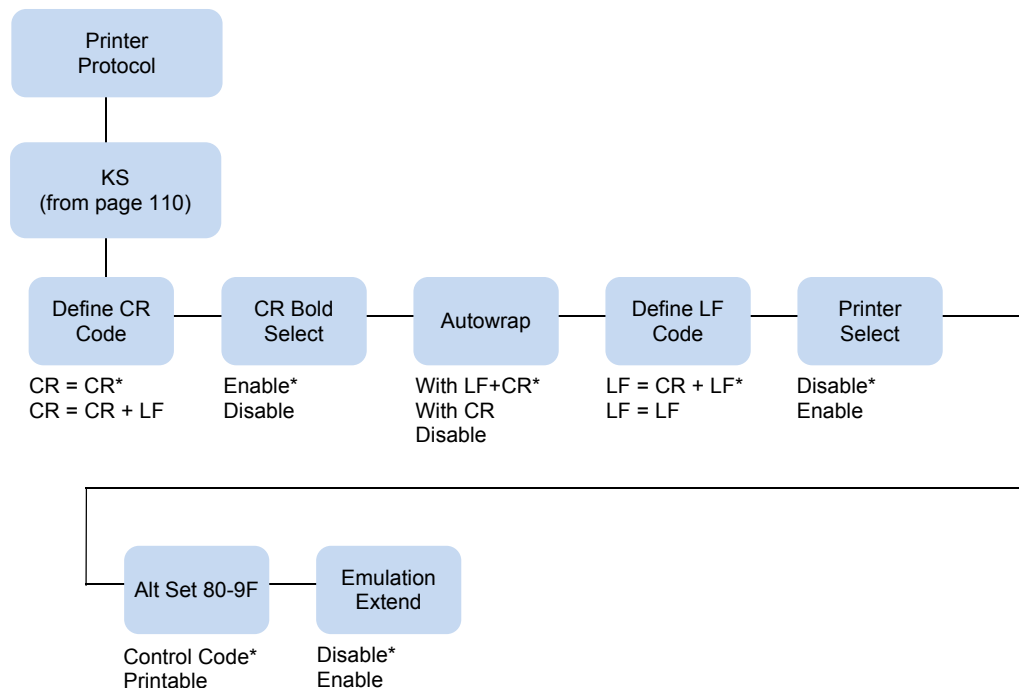 Printer
Protocol
KS
(from page 110)
Define CR
Code
CR = CR*
CR = CR + LF
CR Bold
Select
Enable*
Disable
Autowrap
With LF+CR*
With CR
Disable
Define LF
Code
LF = CR + LF*
LF = LF
Printer
Select
Disable*
Enable
Alt Set 80-9F
Control Code*
Printable
Emulation
Extend
Disable*
Enable